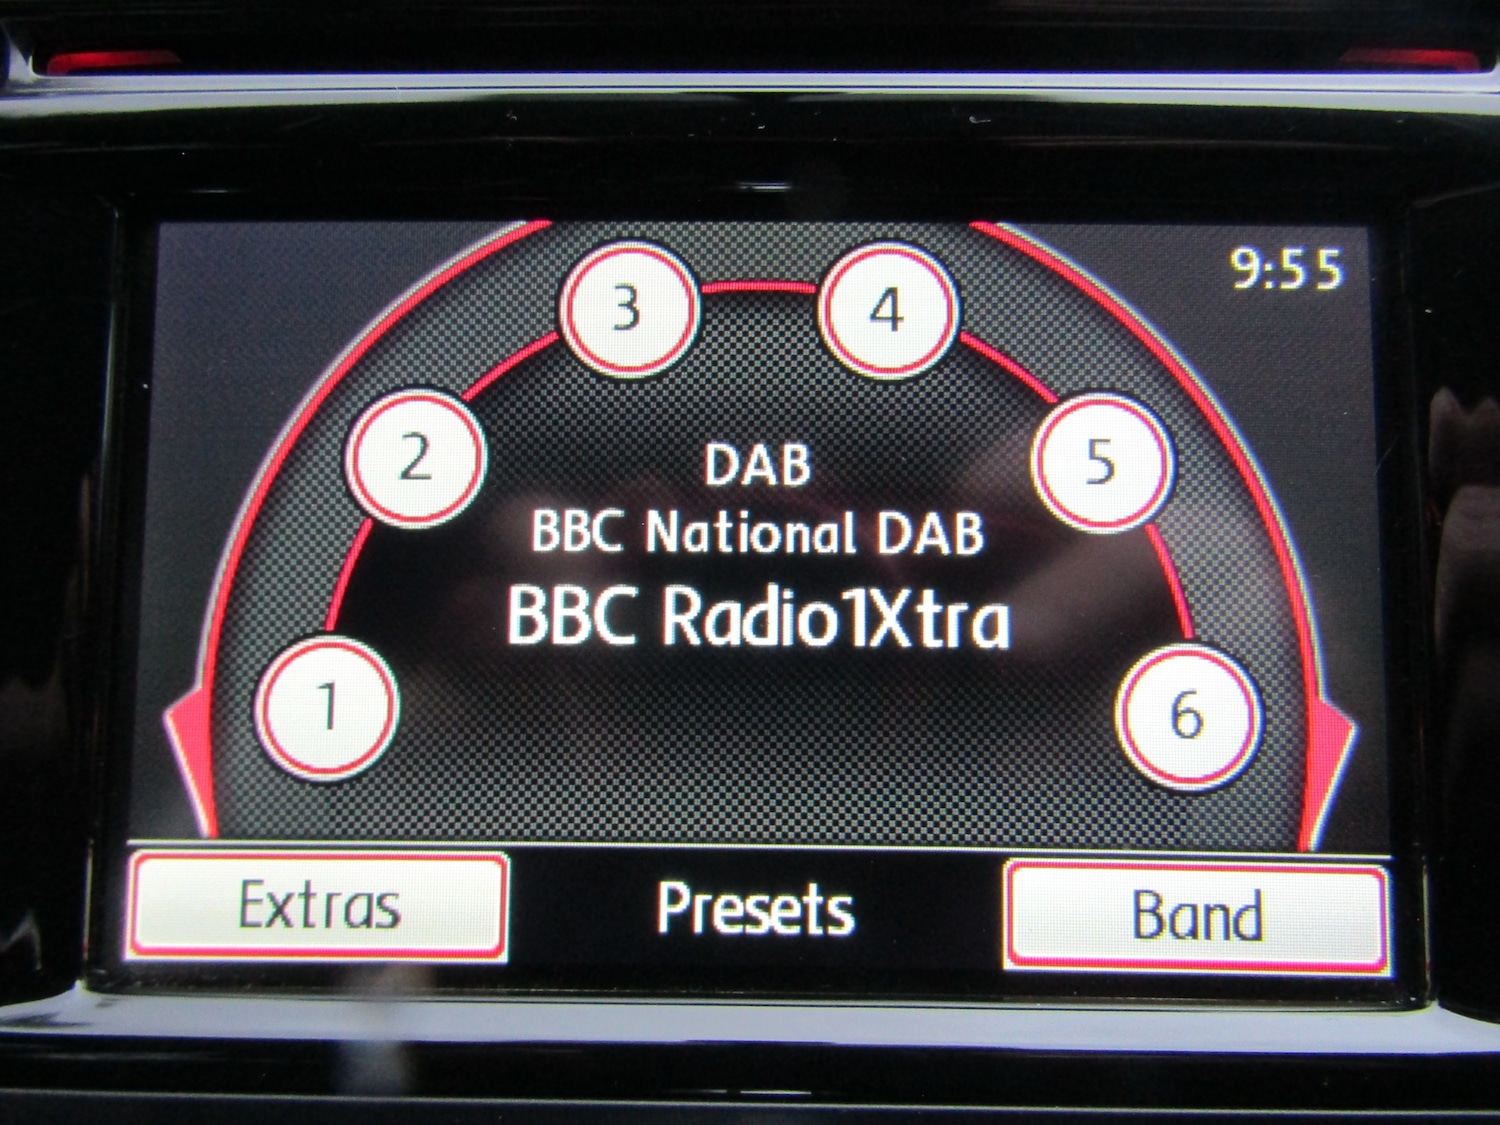 9:55
3
4
2
5
DAB
BBC National DAB
BBC Radio1Xtra
1
6
Extras
Presets
Band